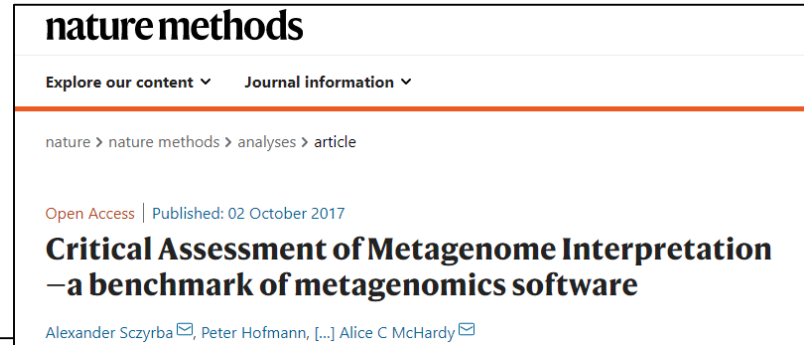 nature methods
Explore our content Journal information
nature > nature methods > analyses > article
Open Access | Published: 02 October 2017
Critical Assessment of Metagenome Interpretation
—a benchmark of metagenomics software
Alexander Sczyrba, Peter Hofmann, [...] Alice C McHardy